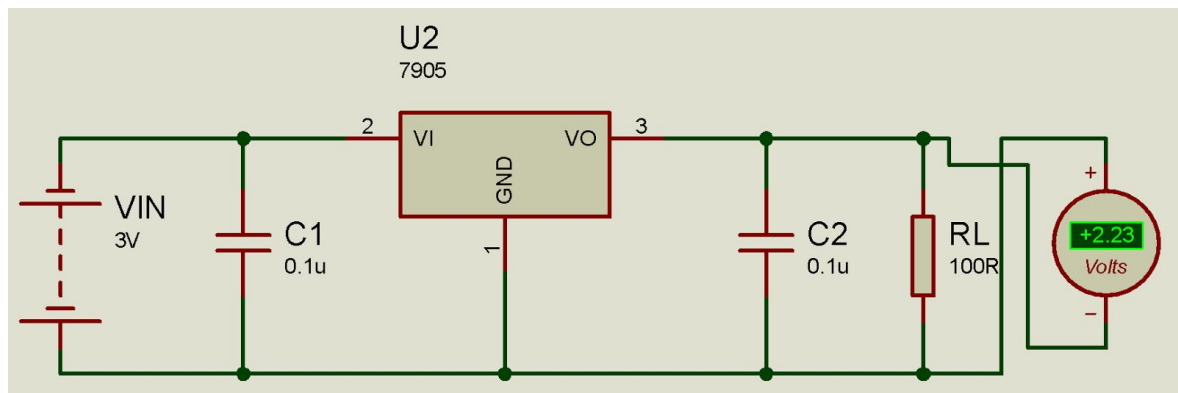 U2
7905
2
VI
VO
3
GND
1
VIN
3V
C1
0.1u
C2
0.1u
RL
100R
+
+2.23
Volts
−